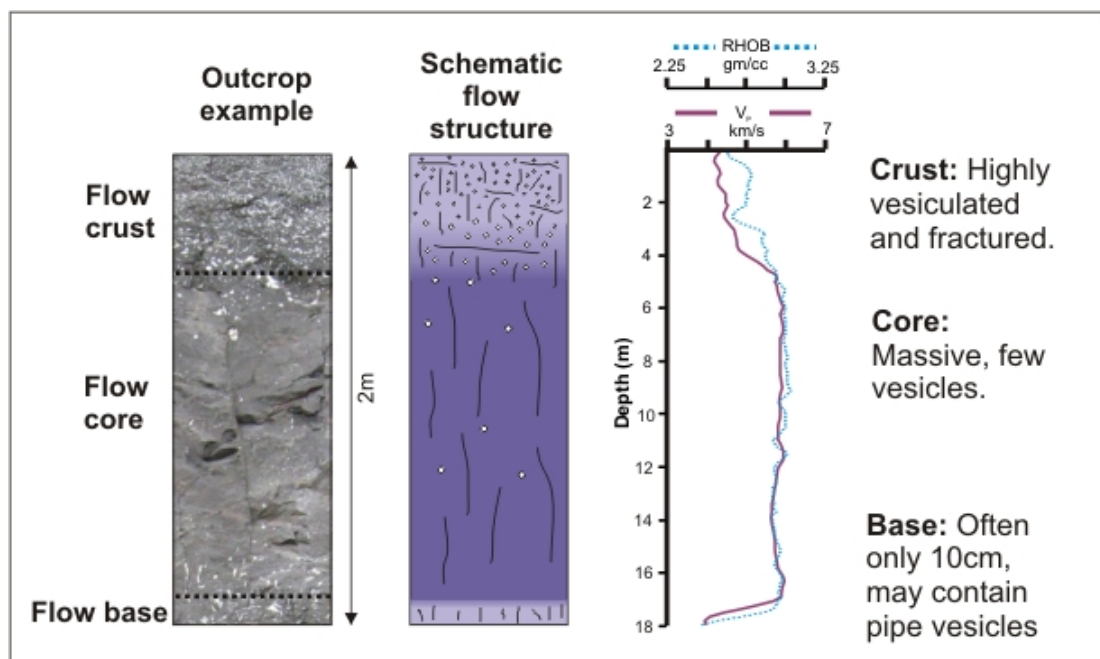 Outcrop
example
Schematic
flow
structure
RHOB
gm/cc
2.25
3.25
Vp
km/s
3
7
Flow
crust
Flow
core
Flow base
2m
Depth (m)
2
4
6
8
10
12
14
16
18
Crust: Highly
vesiculated
and fractured.
Core:
Massive, few
vesicles.
Base: Often
only 10cm,
may contain
pipe vesicles